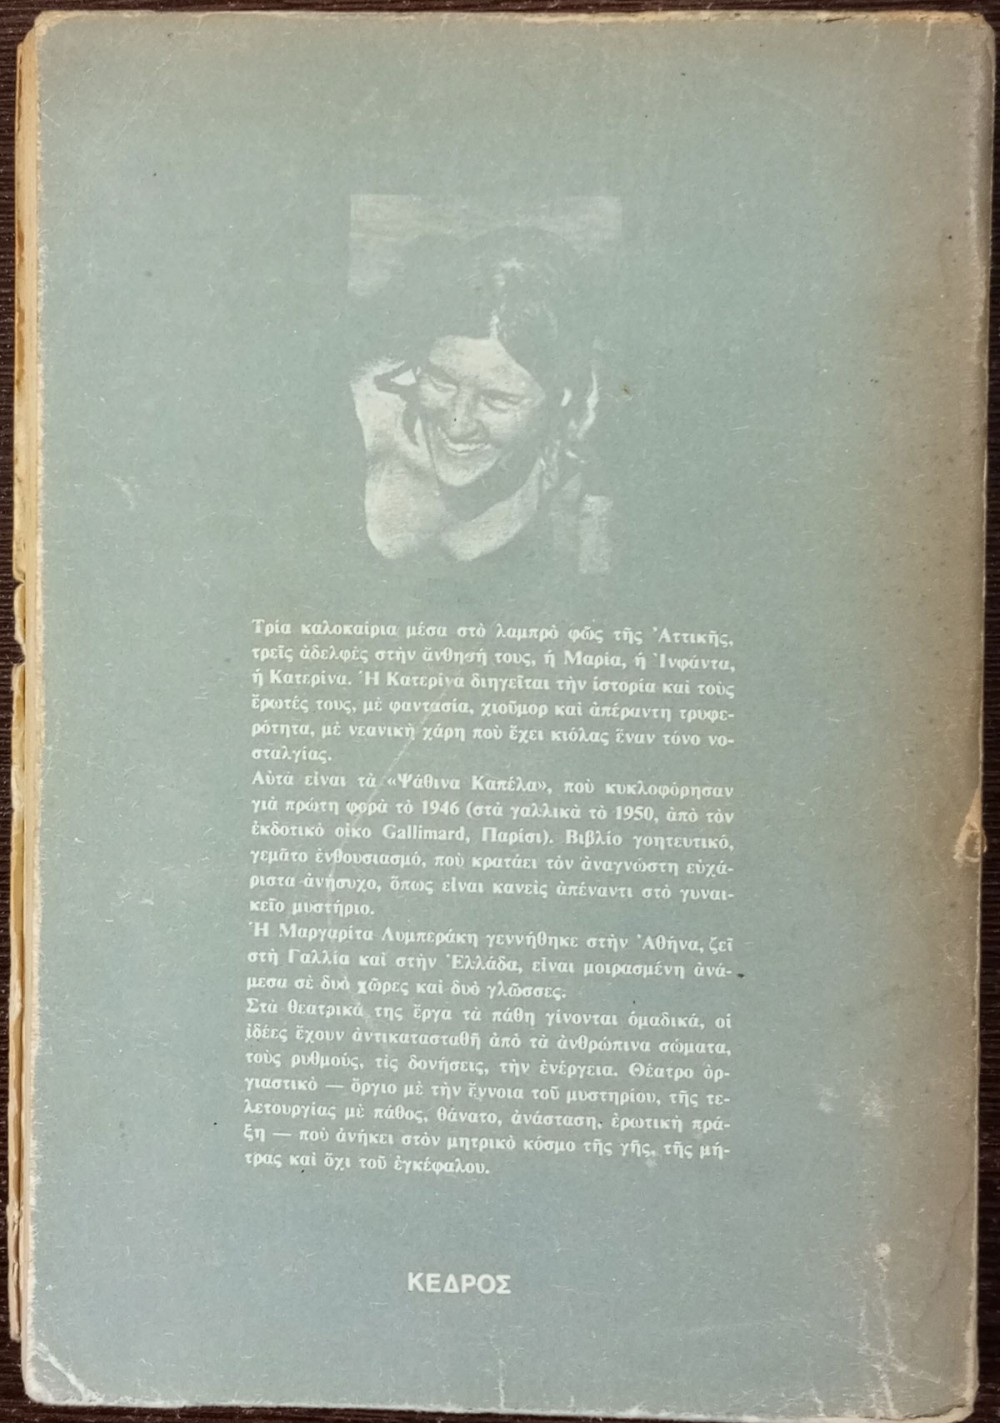 Τρία καλοκαίρια μέσα στὸ λαμπρὸ φῶς τῆς Ἀττικῆς,
τρεῖς ἀδελφὲς στὴν ἄνθησή τους, ἡ Μαρία, ἡ Ἰνφάντα,
ἡ Κατερίνα. Ἡ Κατερίνα διηγεῖται τὴν ἱστορία καὶ τοὺς
ἔρωτές τους, μὲ φαντασία, χιοῦμορ καὶ ἀπέραντη τρυφε-
ρότητα, μὲ νεανικὴ χάρη ποὺ ἔχει κιόλας ἕναν τόνο νο-
σταλγίας.
Αὐτὰ εἶναι τὰ «Ψάθινα Καπέλα», ποὺ κυκλοφόρησαν
γιὰ πρώτη φορὰ τὸ 1946 (στὰ γαλλικὰ τὸ 1950, ἀπὸ τὸν
ἐκδοτικὸ οἶκο Gallimard, Παρίσι). Βιβλίο γοητευτικό,
γεμᾶτο ἐνθουσιασμό, ποὺ κρατάει τὸν ἀναγνώστη εὐχά-
ριστα ἀνήσυχο, ὅπως εἶναι κανεὶς ἀπέναντι στὸ γυναι-
κεῖο μυστήριο.
Ἡ Μαργαρίτα Λυμπεράκη γεννήθηκε στὴν Ἀθήνα, ζεῖ
στὴ Γαλλία καὶ στὴν Ἑλλάδα, εἶναι μοιρασμένη ἀνά-
μεσα σὲ δυὸ χῶρες καὶ δυὸ γλῶσσες.
Στὰ θεατρικά της ἔργα τὰ πάθη γίνονται ὁμαδικά, οἱ
ἰδέες ἔχουν ἀντικατασταθῆ ἀπὸ τὰ ἀνθρώπινα σώματα,
τοὺς ρυθμούς, τὶς δονήσεις, τὴν ἐνέργεια. Θέατρο ὀρ-
γιαστικὸ — ὄργιο μὲ τὴν ἔννοια τοῦ μυστηρίου, τῆς τε-
λετουργίας μὲ πάθος, θάνατο, ἀνάσταση, ἐρωτικὴ πρά-
ξη — ποὺ ἀνήκει στὸν μητρικὸ κόσμο τῆς γῆς, τῆς μή-
τρας καὶ ὄχι τοῦ ἐγκέφαλου.
ΚΕΔΡΟΣ